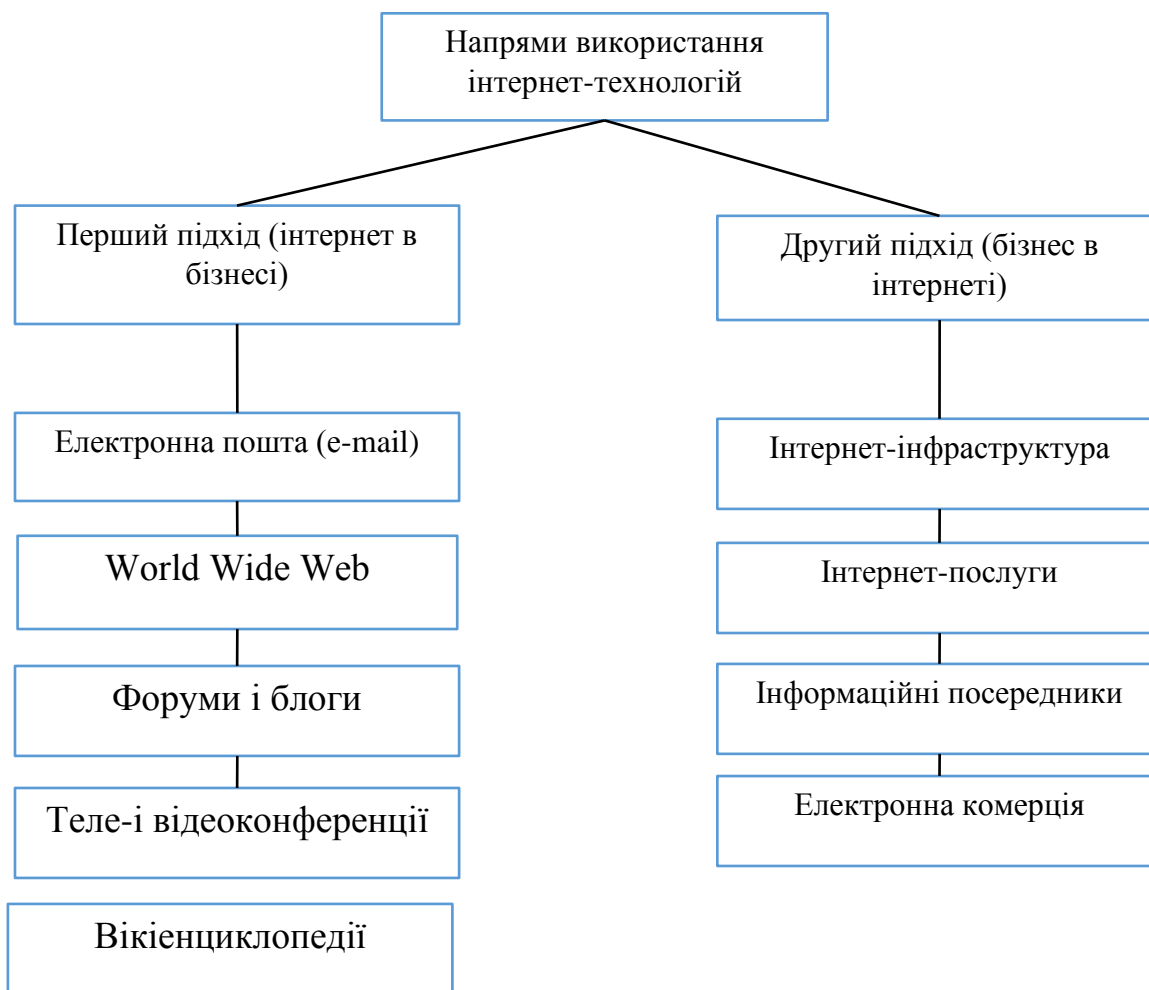 Напрями використання
інтернет-технологій
Перший підхід (інтернет в
бізнесі)
Другий підхід (бізнес в
інтернеті)
Електронна пошта (e-mail)
World Wide Web
Форуми і блоги
Теле-і відеоконференції
Вікіенциклопедії
Інтернет-інфраструктура
Інтернет-послуги
Інформаційні посередники
Електронна комерція